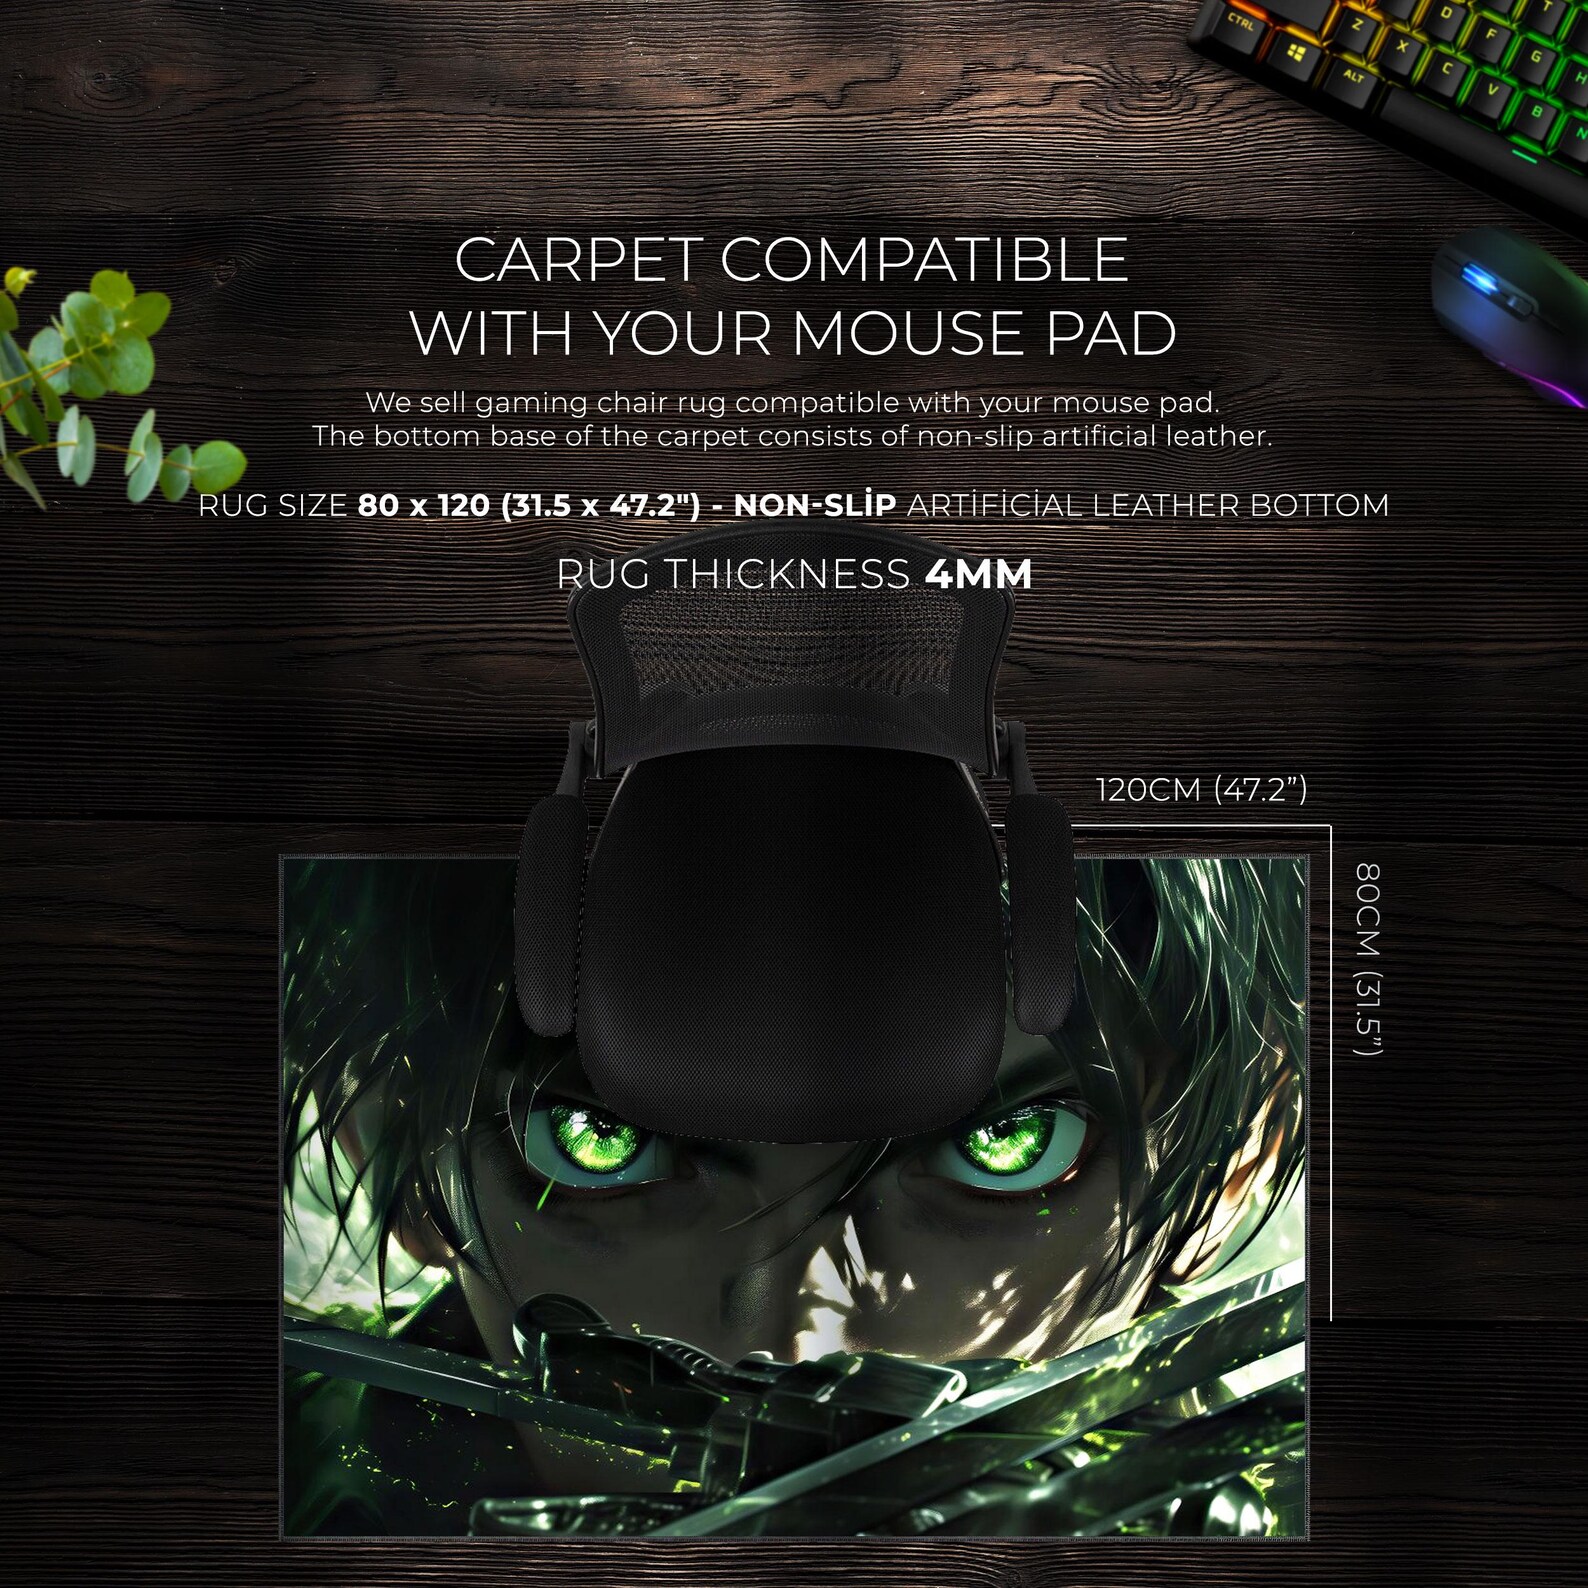 CTRL
ALT
Z
X
C
V
B
N
D
F
G
H
T
CARPET COMPATIBLE
WITH YOUR MOUSE PAD
We sell gaming chair rug compatible with your mouse pad.
The bottom base of the carpet consists of non-slip artificial leather.
RUG SIZE 80 x 120 (31.5 x 47.2") - NON-SLİP ARTİFİCİAL LEATHER BOTTOM
RUG THICKNESS 4MM
120CM (47.2”)
80CM (31.5”)